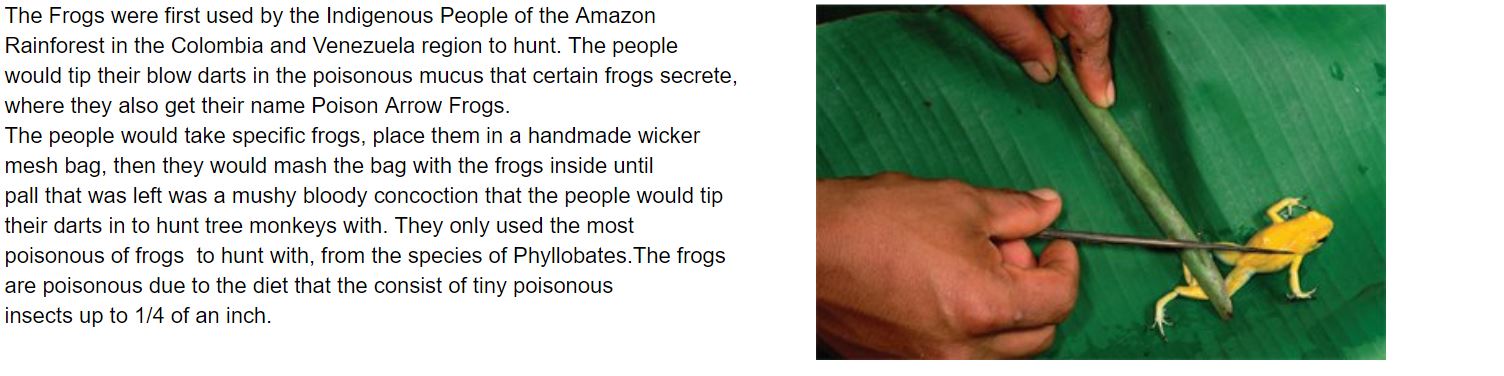 The Frogs were first used by the Indigenous People of the Amazon
Rainforest in the Colombia and Venezuela region to hunt. The people
would tip their blow darts in the poisonous mucus that certain frogs secrete,
where they also get their name Poison Arrow Frogs.
The people would take specific frogs, place them in a handmade wicker
mesh bag, then they would mash the bag with the frogs inside until
pall that was left was a mushy bloody concoction that the people would tip
their darts in to hunt tree monkeys with. They only used the most
poisonous of frogs  to hunt with, from the species of Phyllobates.The frogs
are poisonous due to the diet that the consist of tiny poisonous
insects up to 1/4 of an inch.